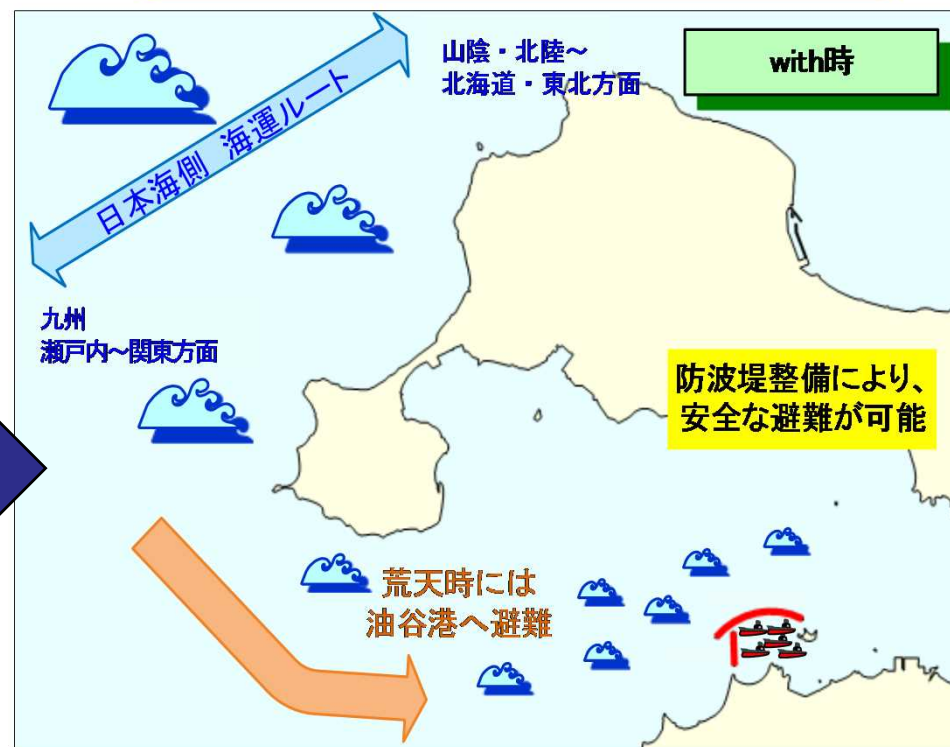 山陰・北陸～
北海道・東北方面
with時
日本海側 海運ルート
九州
瀬戸内～関東方面
防波堤整備により、
安全な避難が可能
荒天時には
油谷港へ避難